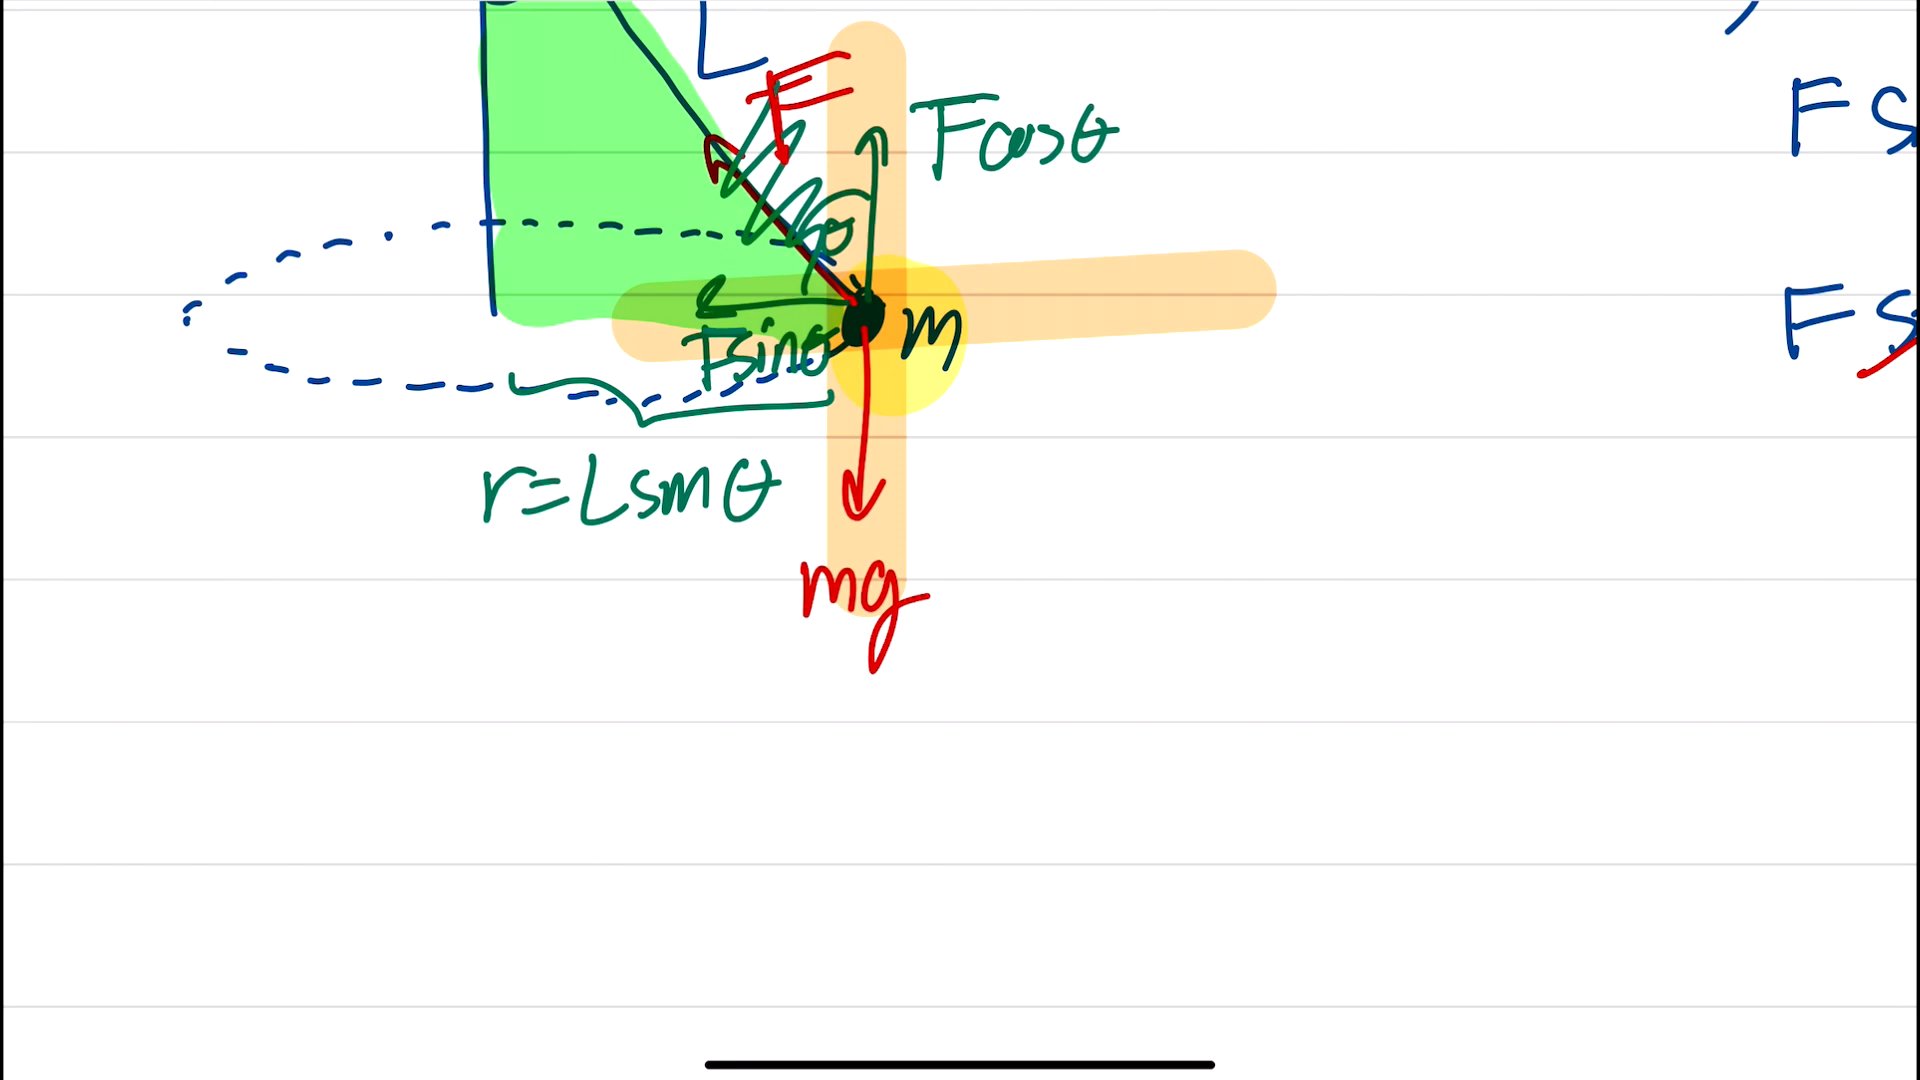 L
F
Fcosθ
θ
m
Fsinθ
r=Lsinθ
mg
F S
F S